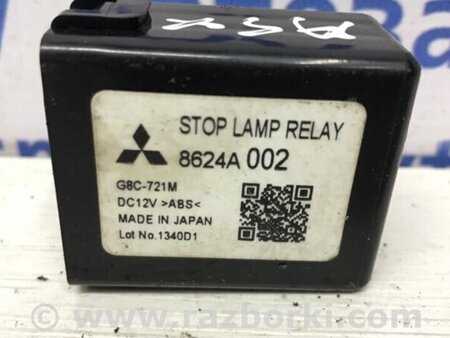 STOP LAMP RELAY
8624A 002
G8C-721M
DC12V >ABS<
MADE IN JAPAN
Lot No.1340D1
© www.razborki.com